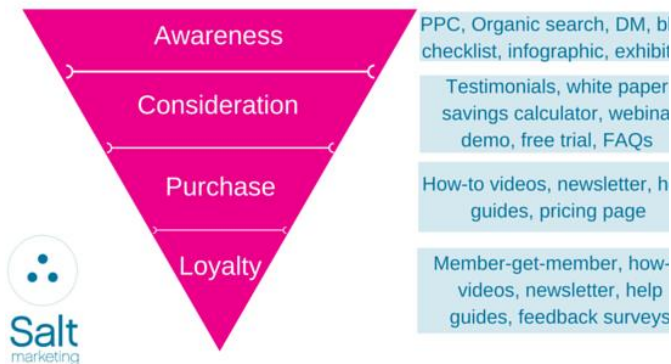 Awareness
PPC, Organic search, DM,
checklist, infographic,
Consideration
Testimonials, white paper
savings calculator,
demo, free trial, FAQs
Purchase
How-to videos, newsletter,
guides, pricing page
Loyalty
Member-get-member,
videos, newsletter, help
guides, feedback surveys
Salt
marketing